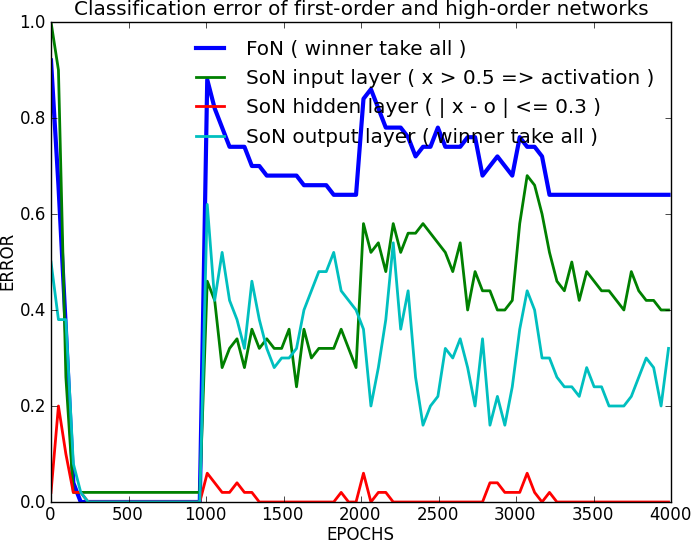 Classification error of first-order and high-order networks
FoN ( winner take all )
SoN input layer ( x > 0.5 => activation )
SoN hidden layer ( | x - o | <= 0.3 )
SoN output layer ( winner take all )
1.0
0.8
0.6
0.4
0.2
0.0
ERROR
0 500 1000 1500 2000 2500 3000 3500 4000
EPOCHS